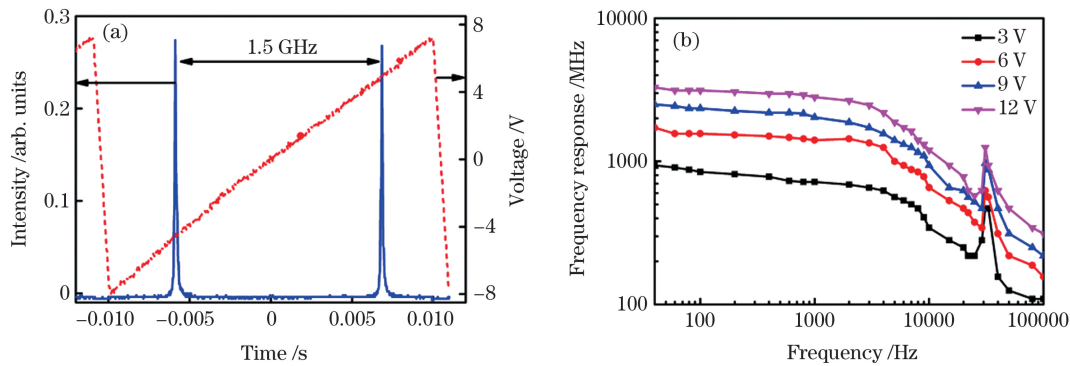 (a)
1.5 GHz
0.3
0.2
0.1
0
Intensity /arb. units
8
4
0
−4
−8
Voltage /V
−0.010
−0.005
0
0.005
0.010
Time /s
(b)
3 V
6 V
9 V
12 V
10000
1000
100
Frequency response /MHz
100
1000
10000
100000
Frequency /Hz